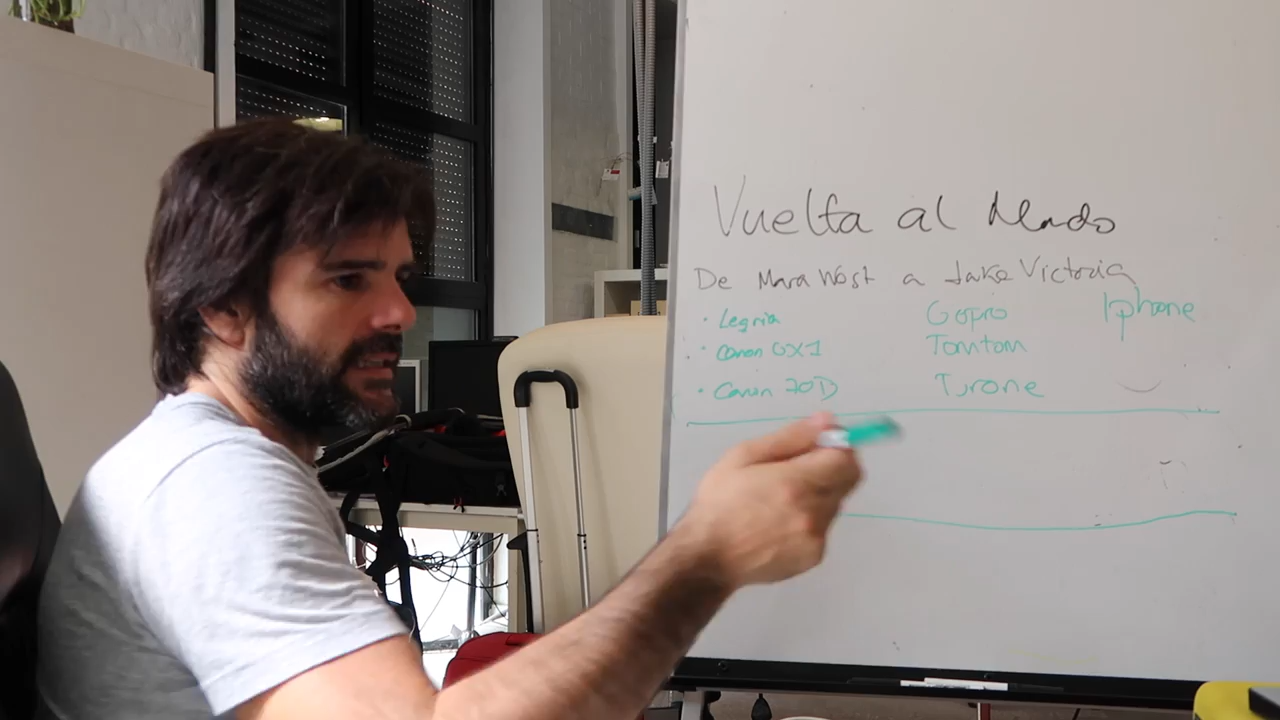 Vuelta al Mundo
De Mara West a Lake Victoria
· Legria Gopro Iphone
· Canon GX1 Tomtom
· Canon 70D Trone